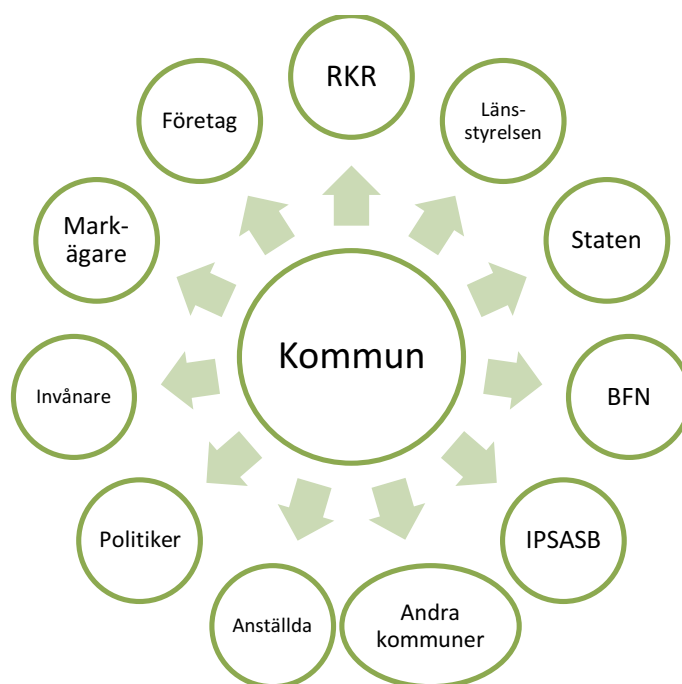 RKR
Läns-
styrelsen
Staten
BFN
IPSASB
Andra
kommuner
Anställda
Politiker
Invånare
Mark-
ägare
Företag
Kommun